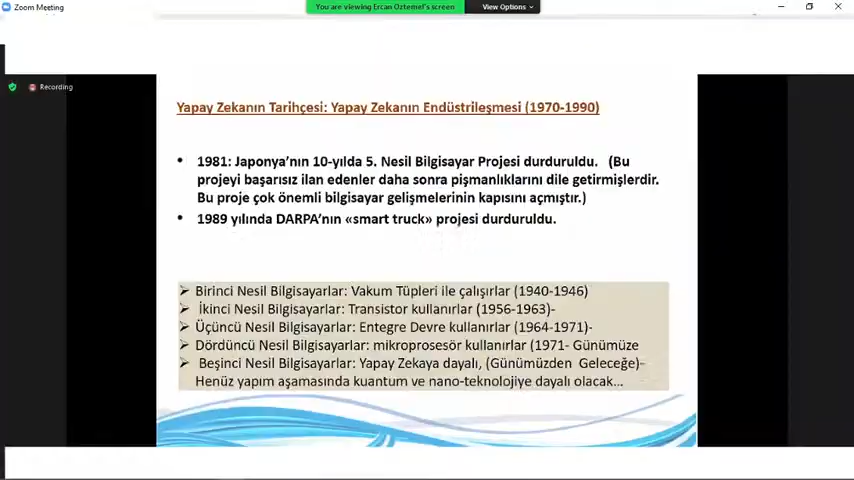 Zoom Meeting
You are viewing Ercan Oztemel's screen
View Options
Recording
Yapay Zekanın Tarihçesi: Yapay Zekanın Endüstrileşmesi (1970-1990)
• 1981: Japonya'nın 10-yılda 5. Nesil Bilgisayar Projesi durduruldu. (Bu
projeyi başarısız ilan edenler daha sonra pişmanlıklarını dile getirmişlerdir.
Bu proje çok önemli bilgisayar gelişmelerinin kapısını açmıştır.)
• 1989 yılında DARPA'nın «smart truck» projesi durduruldu.
➢ Birinci Nesil Bilgisayarlar: Vakum Tüpleri ile çalışırlar (1940-1946)
➢ İkinci Nesil Bilgisayarlar: Transistor kullanırlar (1956-1963)-
➢ Üçüncü Nesil Bilgisayarlar: Entegre Devre kullanırlar (1964-1971)-
➢ Dördüncü Nesil Bilgisayarlar: mikroprosesör kullanırlar (1971- Günümüze
➢ Beşinci Nesil Bilgisayarlar: Yapay Zekaya dayalı, (Günümüzden Geleceğe)-
Henüz yapım aşamasında kuantum ve nano-teknolojiye dayalı olacak...